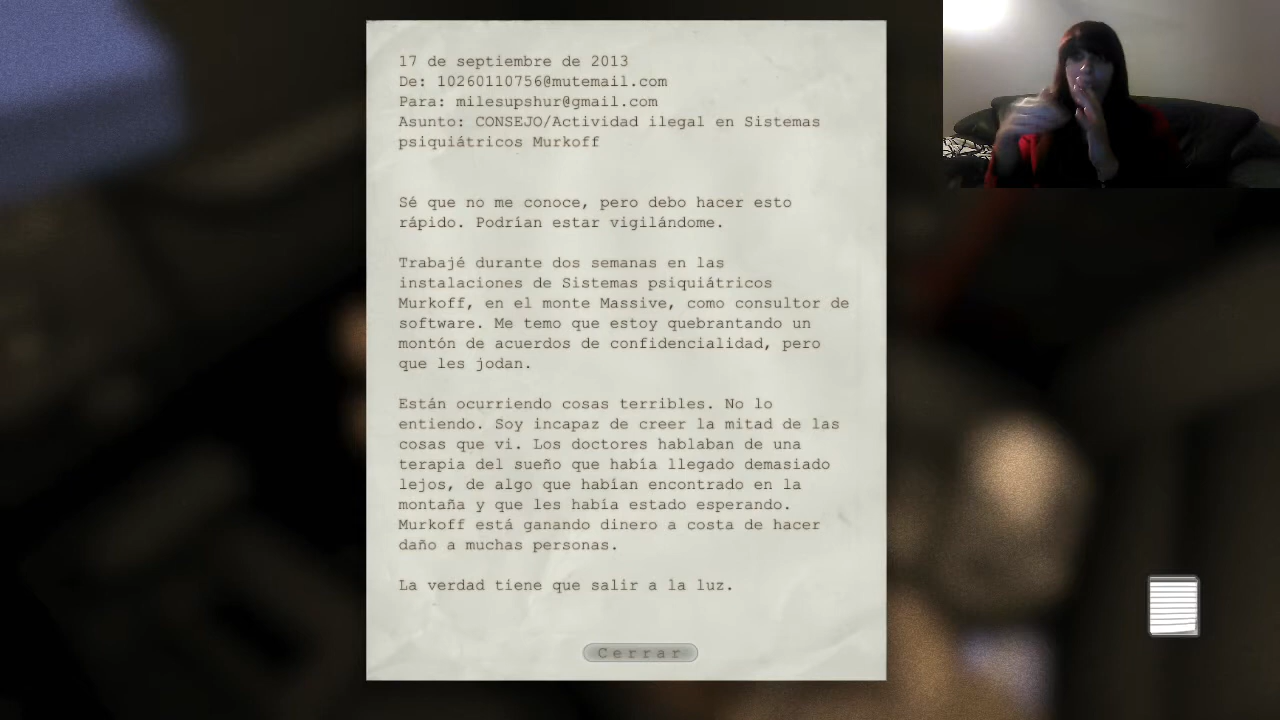 17 de septiembre de 2013
De: 10260110756@mutemail.com
Para: milesupshur@gmail.com
Asunto: CONSEJO/Actividad ilegal en Sistemas
psiquiátricos Murkoff
Sé que no me conoce, pero debo hacer esto
rápido. Podrían estar vigilándome.
Trabajé durante dos semanas en las
instalaciones de Sistemas psiquiátricos
Murkoff, en el monte Massive, como consultor de
software. Me temo que estoy quebrantando un
montón de acuerdos de confidencialidad, pero
que les jodan.
Están ocurriendo cosas terribles. No lo
entiendo. Soy incapaz de creer la mitad de las
cosas que vi. Los doctores hablaban de una
terapia del sueño que había llegado demasiado
lejos, de algo que habían encontrado en la
montaña y que les había estado esperando.
Murkoff está ganando dinero a costa de hacer
daño a muchas personas.
La verdad tiene que salir a la luz.
Cerrar